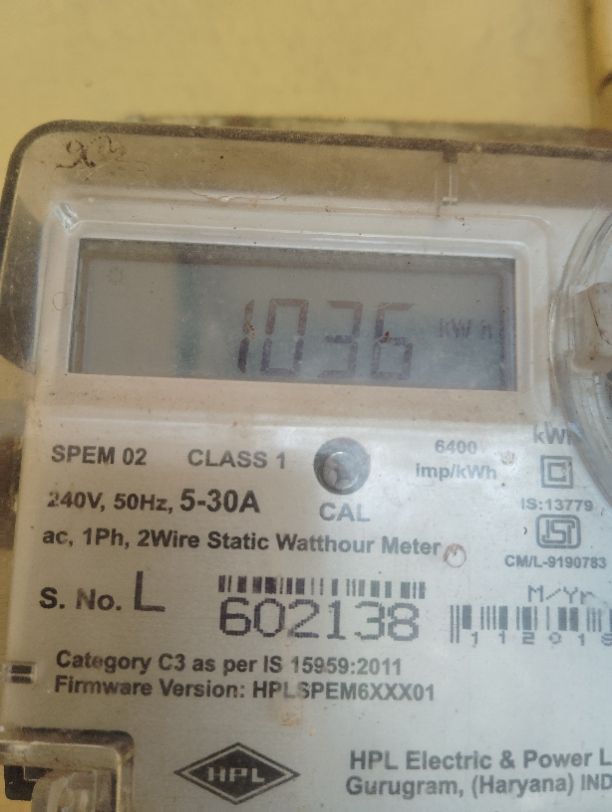 1036 kWh
SPEM 02 CLASS 1
6400
imp/kWh
kWh
240V, 50Hz, 5-30A
CAL
IS:13779
ac, 1Ph, 2Wire Static Watthour Meter
CM/L-9190783
S. No. L 602138
M/Yr
11201
Category C3 as per IS 15959:2011
Firmware Version: HPLSPEM6XXX01
HPL
HPL Electric & Power L
Gurugram, (Haryana) IND